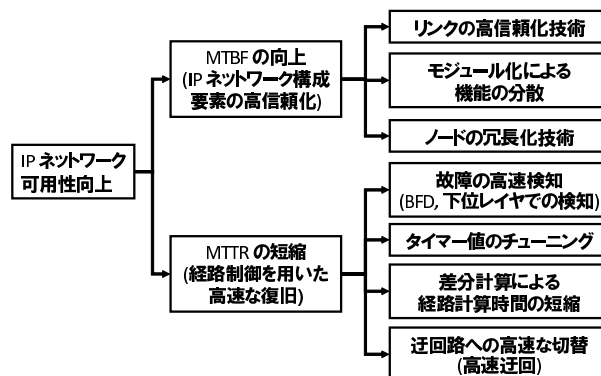 IP ネットワーク
可用性向上
MTBF の向上
(IP ネットワーク構成
要素の高信頼化)
リンクの高信頼化技術
モジュール化による
機能の分散
ノードの冗長化技術
MTTR の短縮
(経路制御を用いた
高速な復旧)
故障の高速検知
(BFD, 下位レイヤでの検知)
タイマー値のチューニング
差分計算による
経路計算時間の短縮
迂回路への高速な切替
(高速迂回)